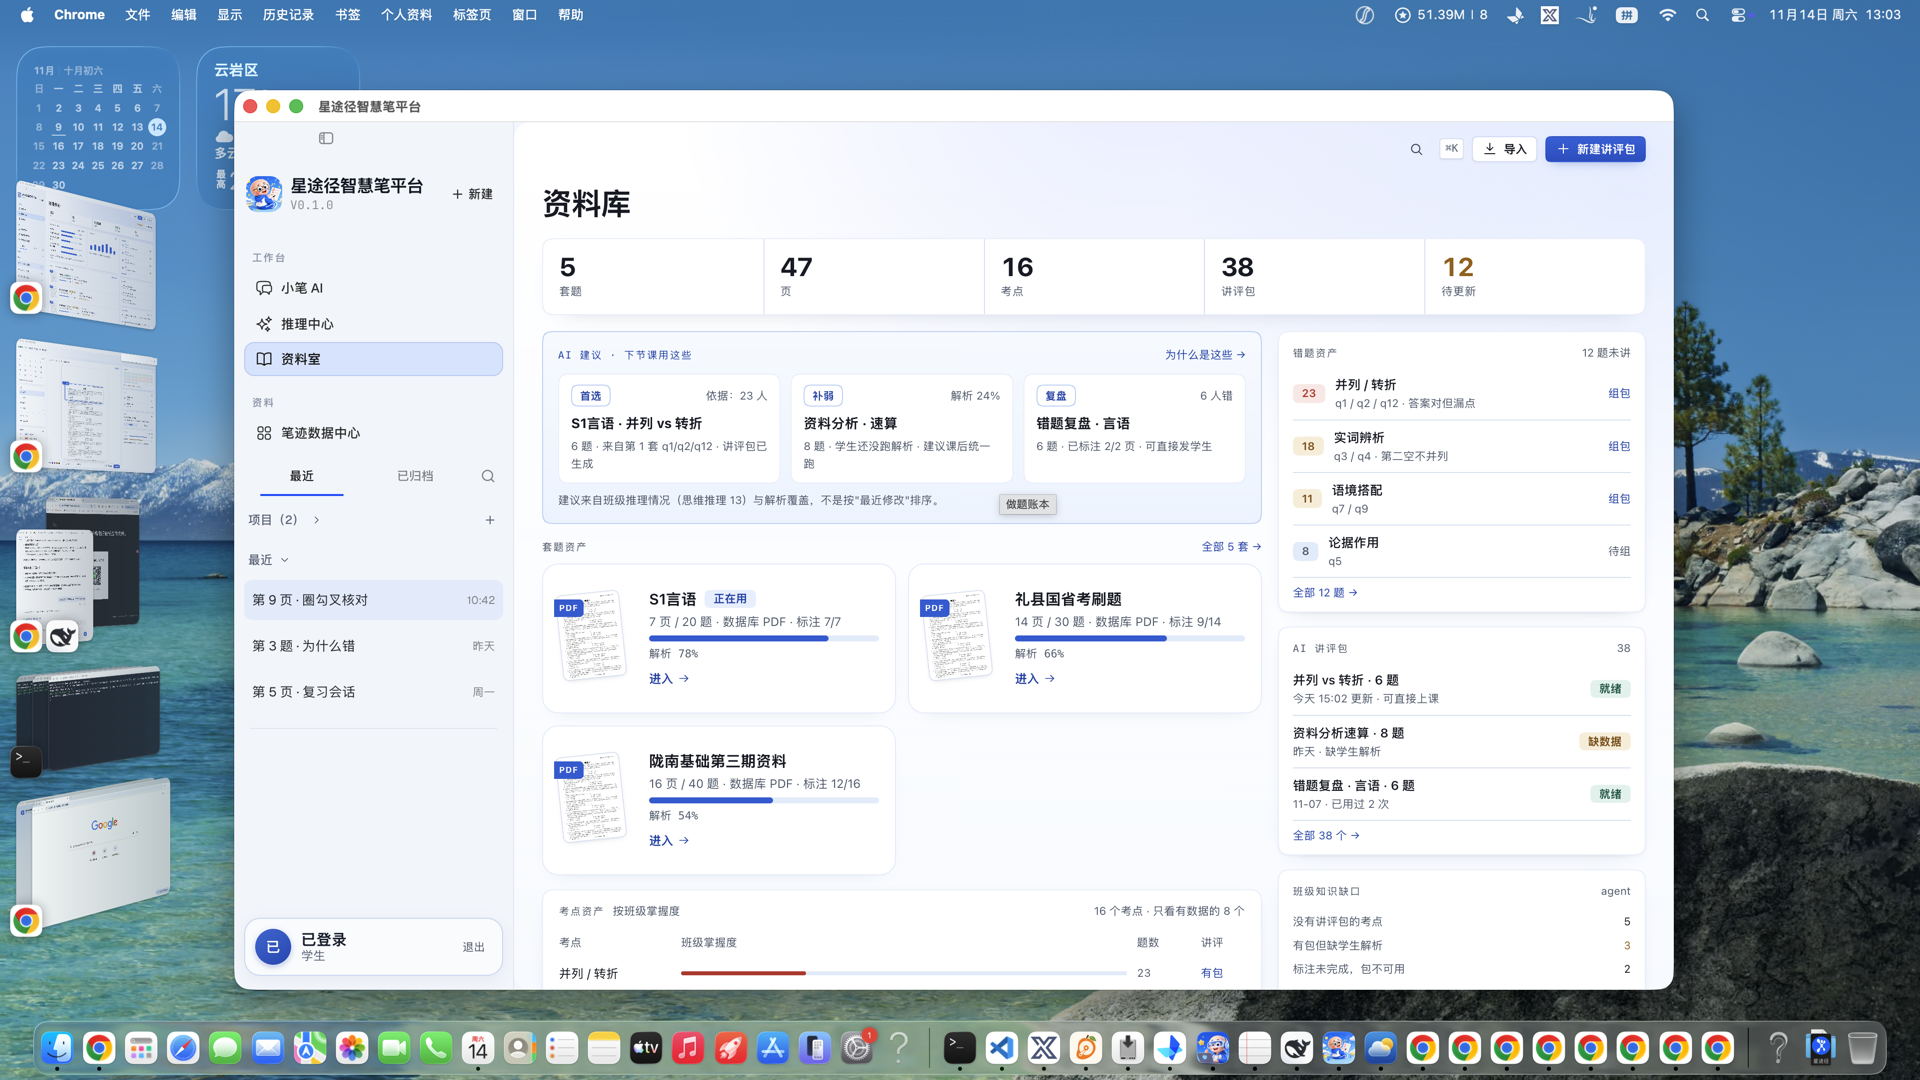 Chrome 文件 编辑 显示 历史记录 书签 个人资料 标签页 窗口 帮助
51.39M | 8 拼 11月14日 周六 13:03
11月 十月初六
日 一 二 三 四 五 六
1 2 3 4 5 6 7
8 9 10 11 12 13 14
15 16 17 18 19 20 21
22 23 24 25 26 27 28
30
云岩区
多云
最高
星途径智慧笔平台
星途径智慧笔平台
V0.1.0
+ 新建
工作台
小笔 AI
推理中心
资料室
资料
笔迹数据中心
最近 已归档
项目（2）
最近
第 9 页 · 圈勾叉核对 10:42
第 3 题 · 为什么错 昨天
第 5 页 · 复习会话 周一
已 已登录 退出
学生
⌘K 导入 + 新建讲评包
资料库
5 47 16 38 12
套题 页 考点 讲评包 待更新
AI 建议 · 下节课用这些 为什么是这些 →
首选 依据：23 人
S1言语 · 并列 vs 转折
6 题 · 来自第 1 套 q1/q2/q12 · 讲评包已
生成
补弱 解析 24%
资料分析 · 速算
8 题 · 学生还没跑解析 · 建议课后统一
跑
复盘 6 人错
错题复盘 · 言语
6 题 · 已标注 2/2 页 · 可直接发学生
建议来自班级推理情况（思维推理 13）与解析覆盖，不是按"最近修改"排序。
做题账本
套题资产 全部 5 套 →
PDF
S1言语 正在用
7 页 / 20 题 · 数据库 PDF · 标注 7/7
解析 78%
进入 →
PDF
礼县国省考刷题
14 页 / 30 题 · 数据库 PDF · 标注 9/14
解析 66%
进入 →
PDF
陇南基础第三期资料
16 页 / 40 题 · 数据库 PDF · 标注 12/16
解析 54%
进入 →
考点资产 按班级掌握度 16 个考点 · 只看有数据的 8 个
考点 班级掌握度 题数 讲评
并列 / 转折 23 有包
错题资产 12 题未讲
23 并列 / 转折 组包
q1 / q2 / q12 · 答案对但漏点
18 实词辨析 组包
q3 / q4 · 第二空不并列
11 语境搭配 组包
q7 / q9
8 论据作用 待组
q5
全部 12 题 →
AI 讲评包 38
并列 vs 转折 · 6 题 就绪
今天 15:02 更新 · 可直接上课
资料分析速算 · 8 题 缺数据
昨天 · 缺学生解析
错题复盘 · 言语 · 6 题 就绪
11-07 · 已用过 2 次
全部 38 个 →
班级知识缺口 agent
没有讲评包的考点 5
有包但缺学生解析 3
标注未完成，包不可用 2
Google
周六
14
tv
1